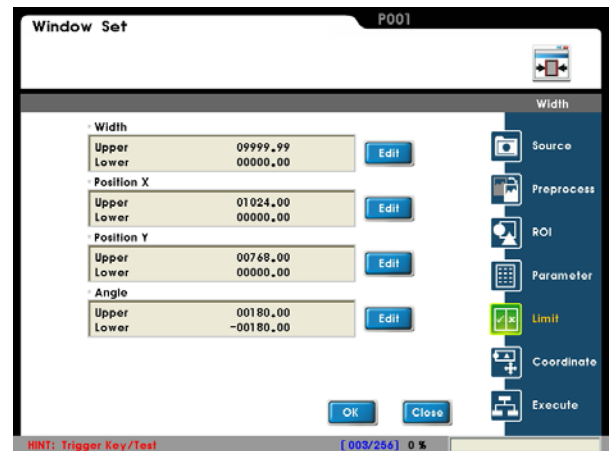 Window Set
P001
Width
Width
Upper 09999.99
Lower 00000.00
Edit
Position X
Upper 01024.00
Lower 00000.00
Edit
Position Y
Upper 00768.00
Lower 00000.00
Edit
Angle
Upper 00180.00
Lower -00180.00
Edit
Source
Preprocess
ROI
Parameter
Limit
Coordinate
Execute
OK Close
HINT: Trigger Key/Test [003/256] 0 %